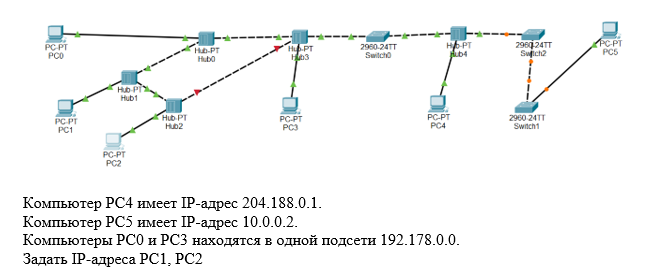 PC-PT
PC0
Hub-PT
Hub0
Hub-PT
Hub3
2960-24TT
Switch0
Hub-PT
Hub4
2960-24TT
Switch2
PC-PT
PC5
Hub-PT
Hub1
PC-PT
PC1
Hub-PT
Hub2
PC-PT
PC2
PC-PT
PC3
PC-PT
PC4
2960-24TT
Switch1
Компьютер PC4 имеет IP-адрес 204.188.0.1.
Компьютер PC5 имеет IP-адрес 10.0.0.2.
Компьютеры PC0 и PC3 находятся в одной подсети 192.178.0.0.
Задать IP-адреса PC1, PC2